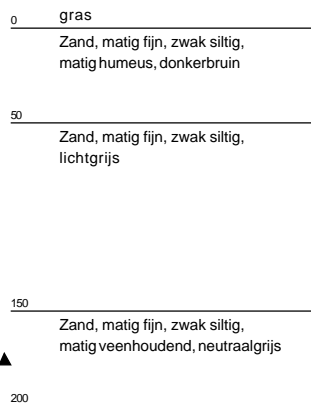 0 gras
Zand, matig fijn, zwak siltig,
matig humeus, donkerbruin
50
Zand, matig fijn, zwak siltig,
lichtgrijs
150
Zand, matig fijn, zwak siltig,
matig veenhoudend, neutraalgrijs
200